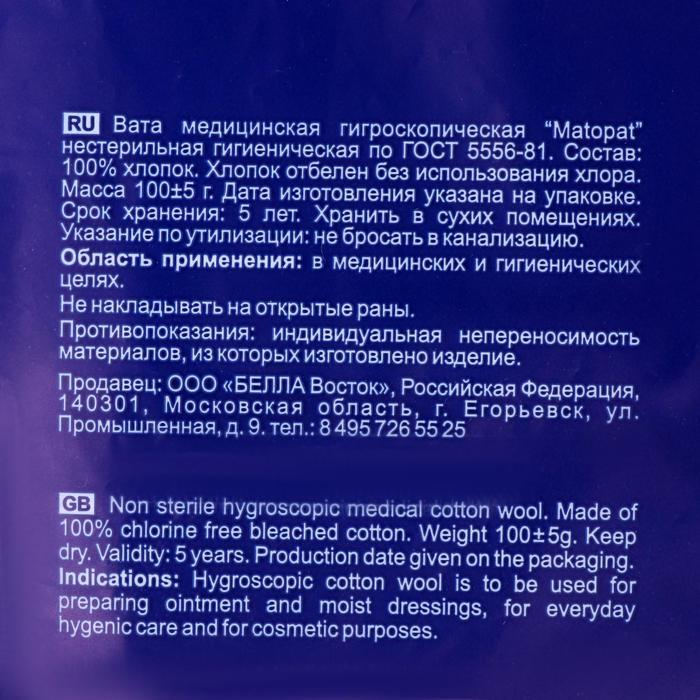 RU Вата медицинская гигроскопическая “Matopat”
нестерильная гигиеническая по ГОСТ 5556-81. Состав:
100% хлопок. Хлопок отбелен без использования хлора.
Масса 100±5 г. Дата изготовления указана на упаковке.
Срок хранения: 5 лет. Хранить в сухих помещениях.
Указание по утилизации: не бросать в канализацию.
Область применения: в медицинских и гигиенических
целях.
Не накладывать на открытые раны.
Противопоказания: индивидуальная непереносимость
материалов, из которых изготовлено изделие.
Продавец: ООО «БЕЛЛА Восток», Российская Федерация,
140301, Московская область, г. Егорьевск, ул.
Промышленная, д. 9. тел.: 8 495 726 55 25
GB Non sterile hygroscopic medical cotton wool. Made of
100% chlorine free bleached cotton. Weight 100±5g. Keep
dry. Validity: 5 years. Production date given on the packaging.
Indications: Hygroscopic cotton wool is to be used for
preparing ointment and moist dressings, for everyday
hygenic care and for cosmetic purposes.